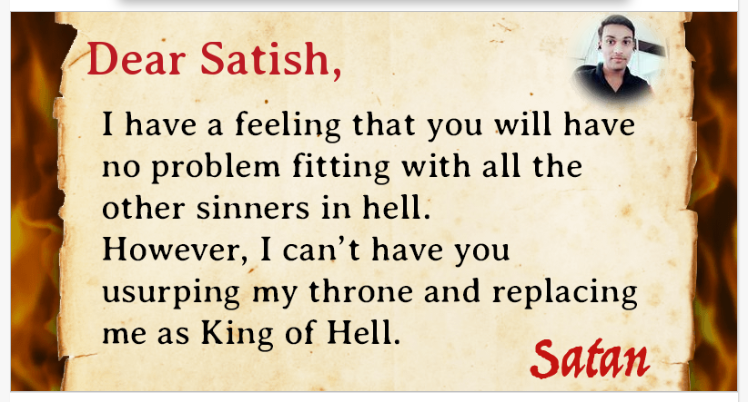 Dear Satish,
I have a feeling that you will have
no problem fitting with all the
other sinners in hell.
However, I can’t have you
usurping my throne and replacing
me as King of Hell.
Satan